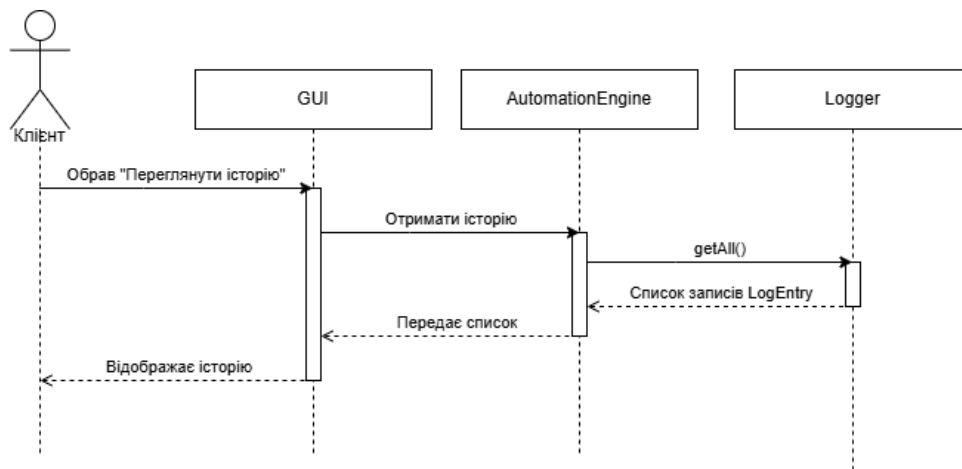 GUI
AutomationEngine
Logger
Клієнт
Обрав "Переглянути історію"
Отримати історію
getAll()
Список записів LogEntry
Передає список
Відображає історію